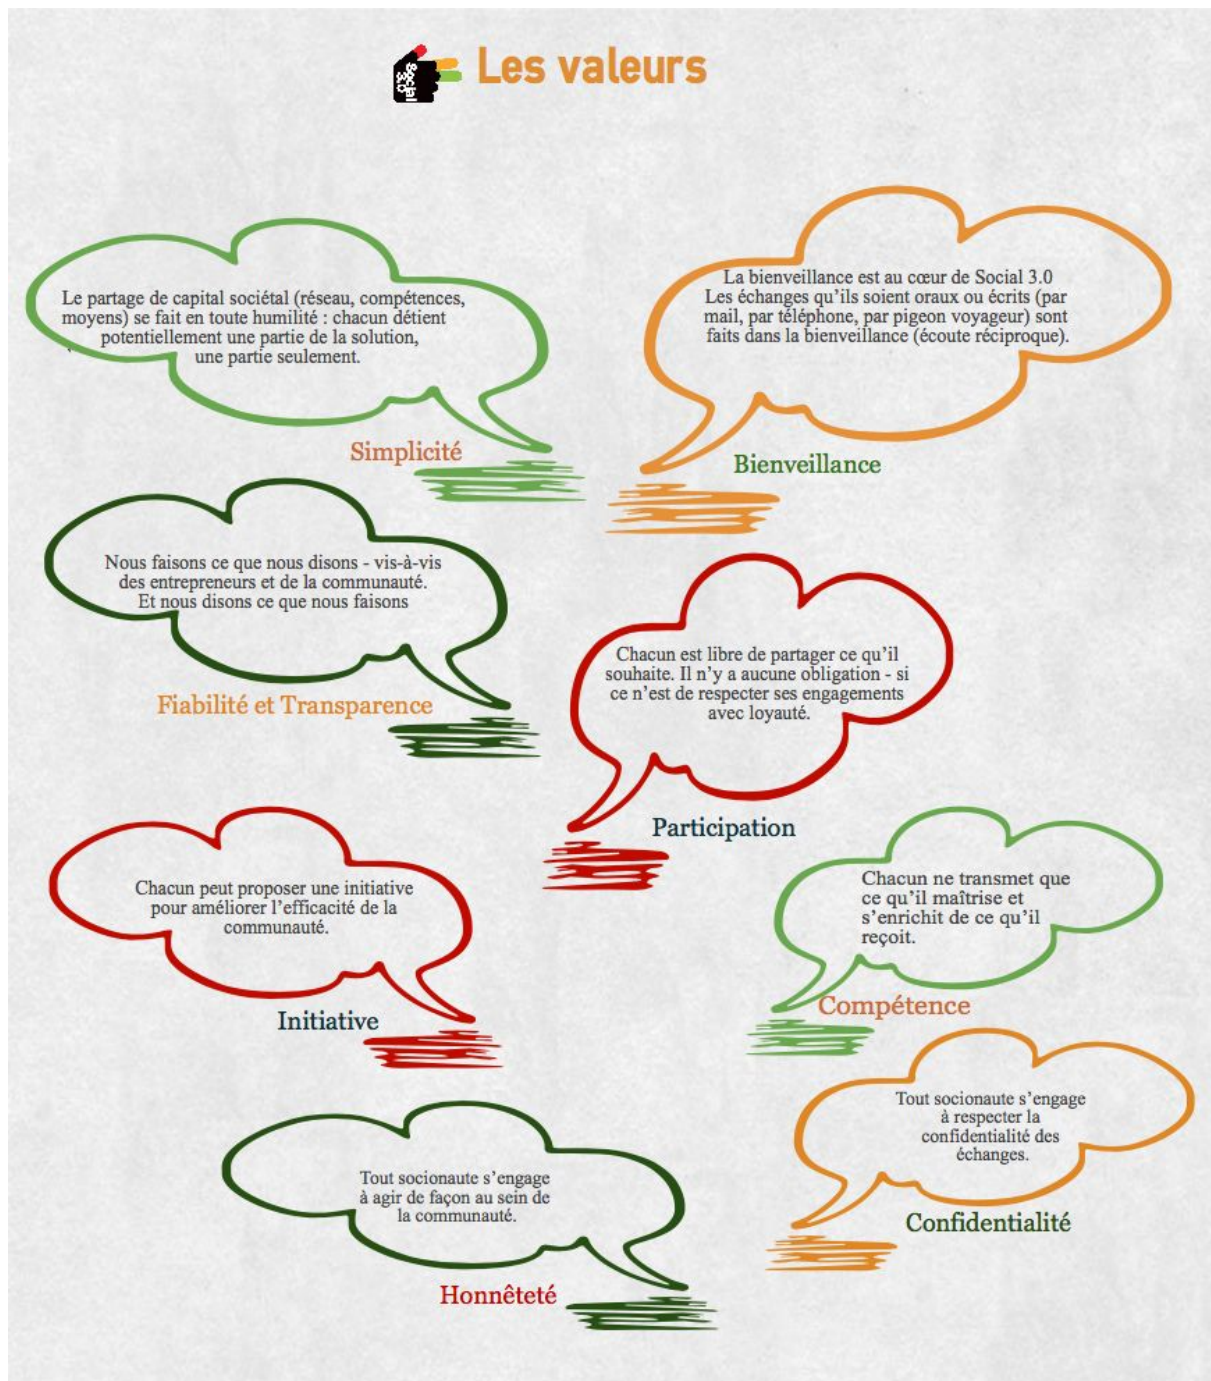 Social
3.0
Les valeurs
Le partage de capital sociétal (réseau, compétences,
moyens) se fait en toute humilité : chacun détient
potentiellement une partie de la solution,
une partie seulement.
Simplicité
La bienveillance est au cœur de Social 3.0
Les échanges qu'ils soient oraux ou écrits (par
mail, par téléphone, par pigeon voyageur) sont
faits dans la bienveillance (écoute réciproque).
Bienveillance
Nous faisons ce que nous disons - vis-à-vis
des entrepreneurs et de la communauté.
Et nous disons ce que nous faisons
Fiabilité et Transparence
Chacun est libre de partager ce qu'il
souhaite. Il n'y a aucune obligation - si
ce n'est de respecter ses engagements
avec loyauté.
Participation
Chacun peut proposer une initiative
pour améliorer l'efficacité de la
communauté.
Initiative
Chacun ne transmet que
ce qu'il maîtrise et
s'enrichit de ce qu'il
reçoit.
Compétence
Tout socionaute s'engage
à respecter la
confidentialité des
échanges.
Confidentialité
Tout socionaute s'engage
à agir de façon au sein de
la communauté.
Honnêteté